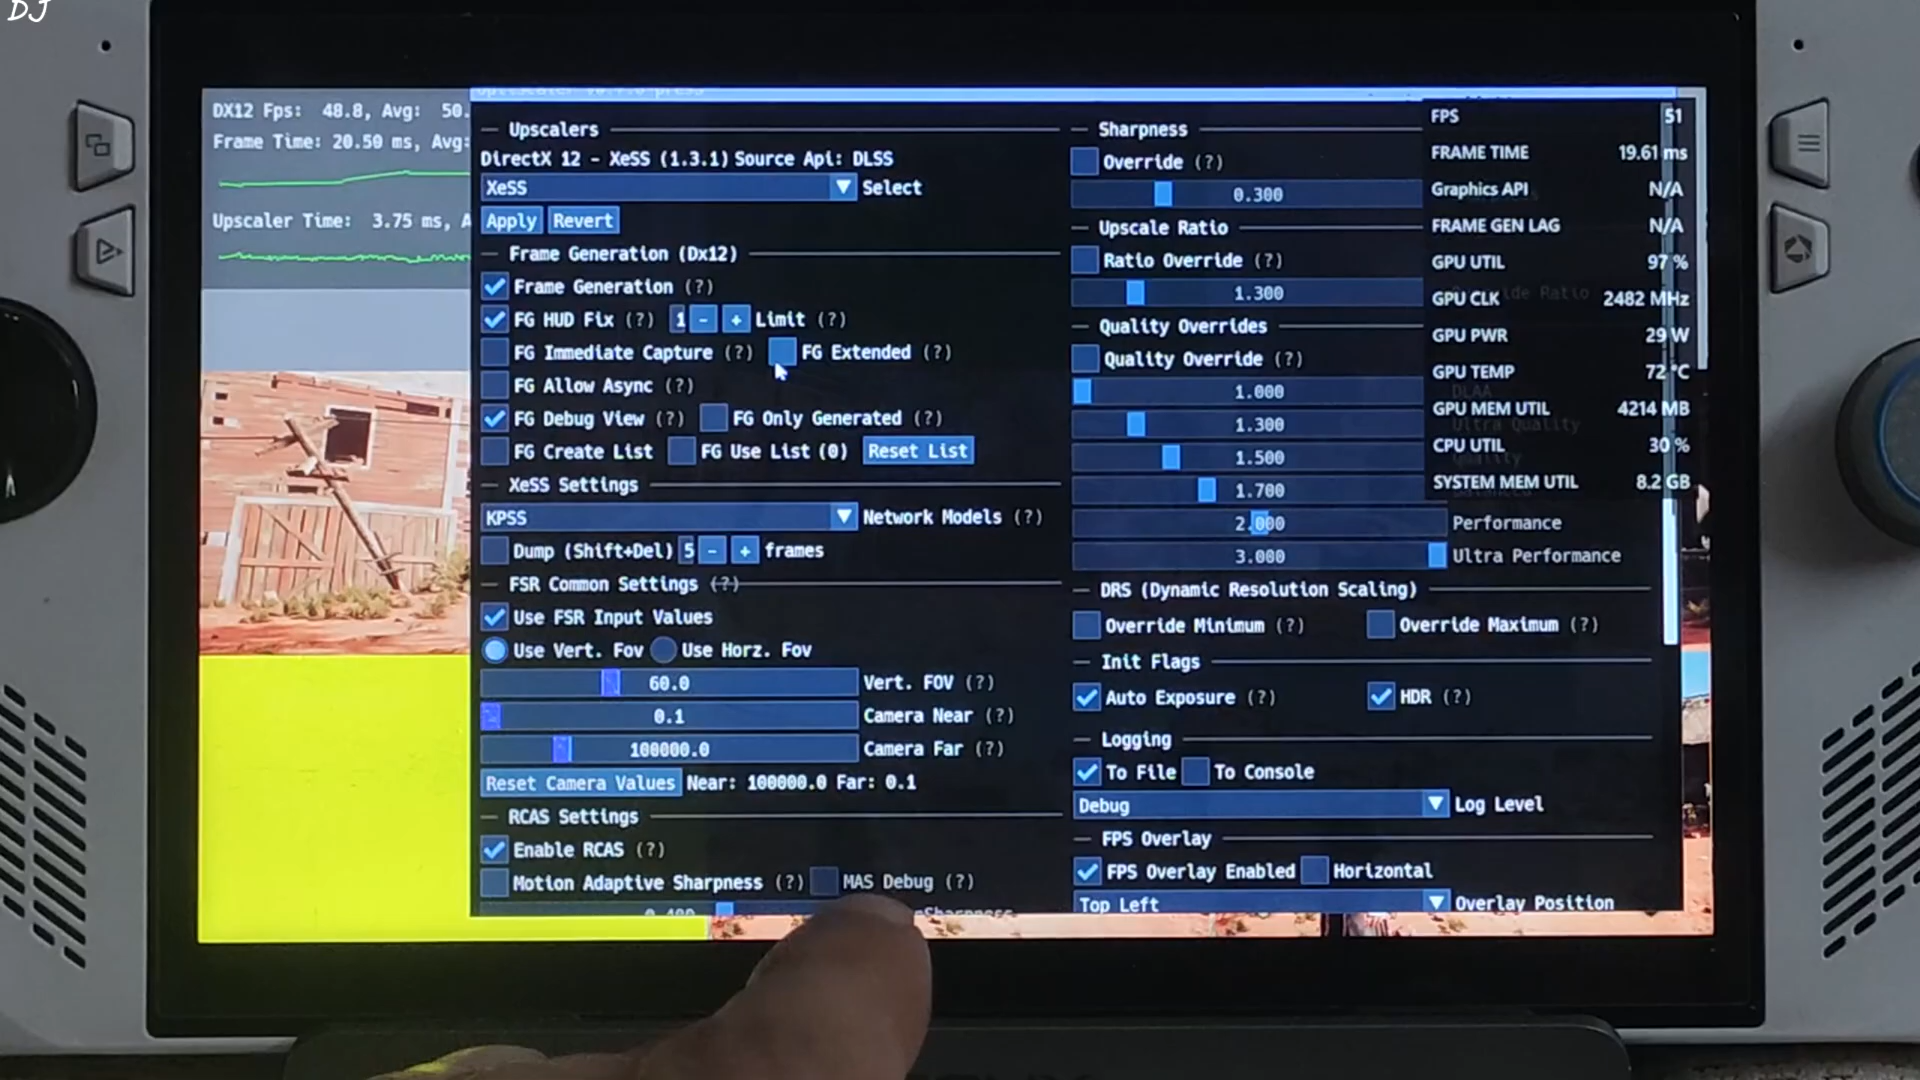 DJ
DX12 Fps: 48.8, Avg: 50.
Frame Time: 20.50 ms, Avg:
Upscaler Time: 3.75 ms, A
Upscalers
DirectX 12 - XeSS (1.3.1) Source Api: DLSS
XeSS Select
Apply Revert
Frame Generation (Dx12)
Frame Generation (?)
FG HUD Fix (?) 1 - + Limit (?)
FG Immediate Capture (?) FG Extended (?)
FG Allow Async (?)
FG Debug View (?) FG Only Generated (?)
FG Create List FG Use List (0) Reset List
XeSS Settings
KPSS Network Models (?)
Dump (Shift+Del) 5 - + frames
FSR Common Settings (?)
Use FSR Input Values
Use Vert. Fov Use Horz. Fov
60.0 Vert. FOV (?)
0.1 Camera Near (?)
100000.0 Camera Far (?)
Reset Camera Values Near: 100000.0 Far: 0.1
RCAS Settings
Enable RCAS (?)
Motion Adaptive Sharpness (?) MAS Debug (?)
Sharpness
Override (?)
0.300
Upscale Ratio
Ratio Override (?)
1.300
Quality Overrides
Quality Override (?)
1.000
1.300
1.500
1.700
2.000 Performance
3.000 Ultra Performance
DRS (Dynamic Resolution Scaling)
Override Minimum (?) Override Maximum (?)
Init Flags
Auto Exposure (?) HDR (?)
Logging
To File To Console
Debug Log Level
FPS Overlay
FPS Overlay Enabled Horizontal
Top Left Overlay Position
FPS 51
FRAME TIME 19.61 ms
Graphics API N/A
FRAME GEN LAG N/A
GPU UTIL 97 %
GPU CLK 2482 MHz
GPU PWR 29 W
GPU TEMP 72 °C
GPU MEM UTIL 4214 MB
CPU UTIL 30 %
SYSTEM MEM UTIL 8.2 GB